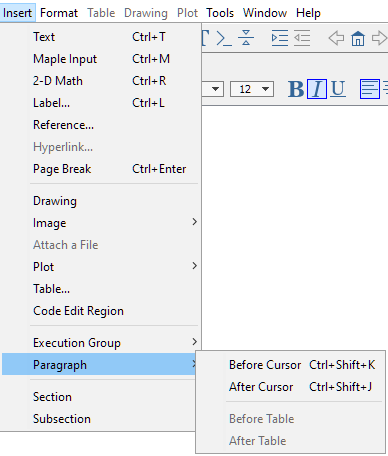 Insert Format Table Drawing Plot Tools Window Help
Text Ctrl+T
Maple Input Ctrl+M
2-D Math Ctrl+R
Label... Ctrl+L
Reference...
Hyperlink...
Page Break Ctrl+Enter
12 B I U
Drawing
Image
Attach a File
Plot
Table...
Code Edit Region
Execution Group
Paragraph
Before Cursor Ctrl+Shift+K
After Cursor Ctrl+Shift+J
Before Table
After Table
Section
Subsection